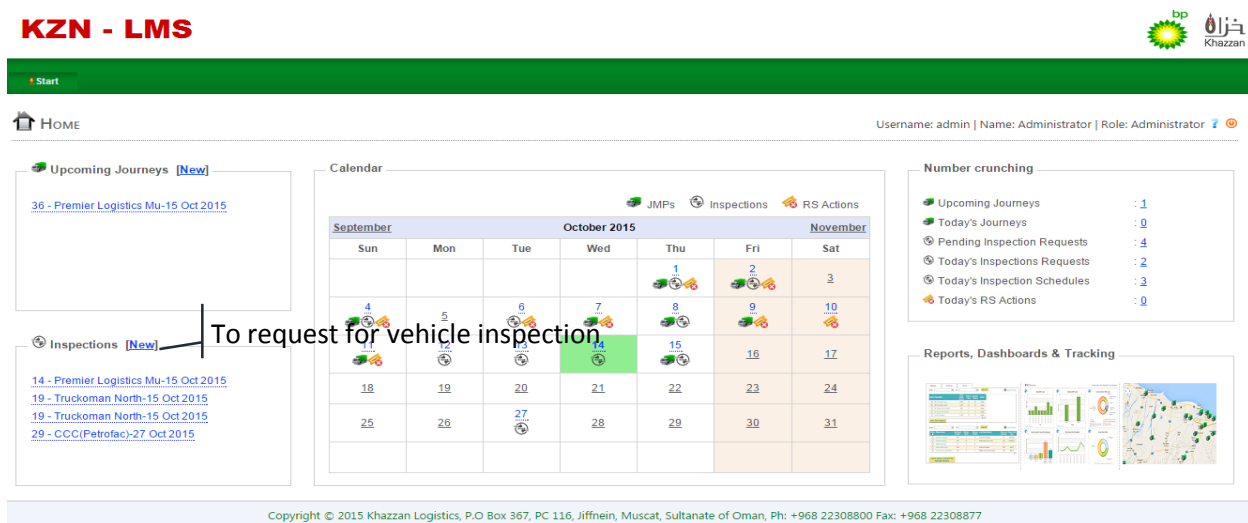 KZN - LMS
bp
خزان
Khazzan
Start
HOME
Username: admin | Name: Administrator | Role: Administrator ?
Upcoming Journeys [New]
36 - Premier Logistics Mu-15 Oct 2015
Inspections [New]
To request for vehicle inspection
14 - Premier Logistics Mu-15 Oct 2015
19 - Truckoman North-15 Oct 2015
19 - Truckoman North-15 Oct 2015
29 - CCC(Petrofac)-27 Oct 2015
Calendar
JMPs Inspections RS Actions
September October 2015 November
Sun Mon Tue Wed Thu Fri Sat
1 2 3
4 5 6 7 8 9 10
11 12 13 14 15 16 17
18 19 20 21 22 23 24
25 26 27 28 29 30 31
Number crunching
Upcoming Journeys : 1
Today's Journeys : 0
Pending Inspection Requests : 4
Today's Inspections Requests : 2
Today's Inspection Schedules : 3
Today's RS Actions : 0
Reports, Dashboards & Tracking
Copyright © 2015 Khazzan Logistics, P.O Box 367, PC 116, Jiffnein, Muscat, Sultanate of Oman, Ph: +968 22308800 Fax: +968 22308877